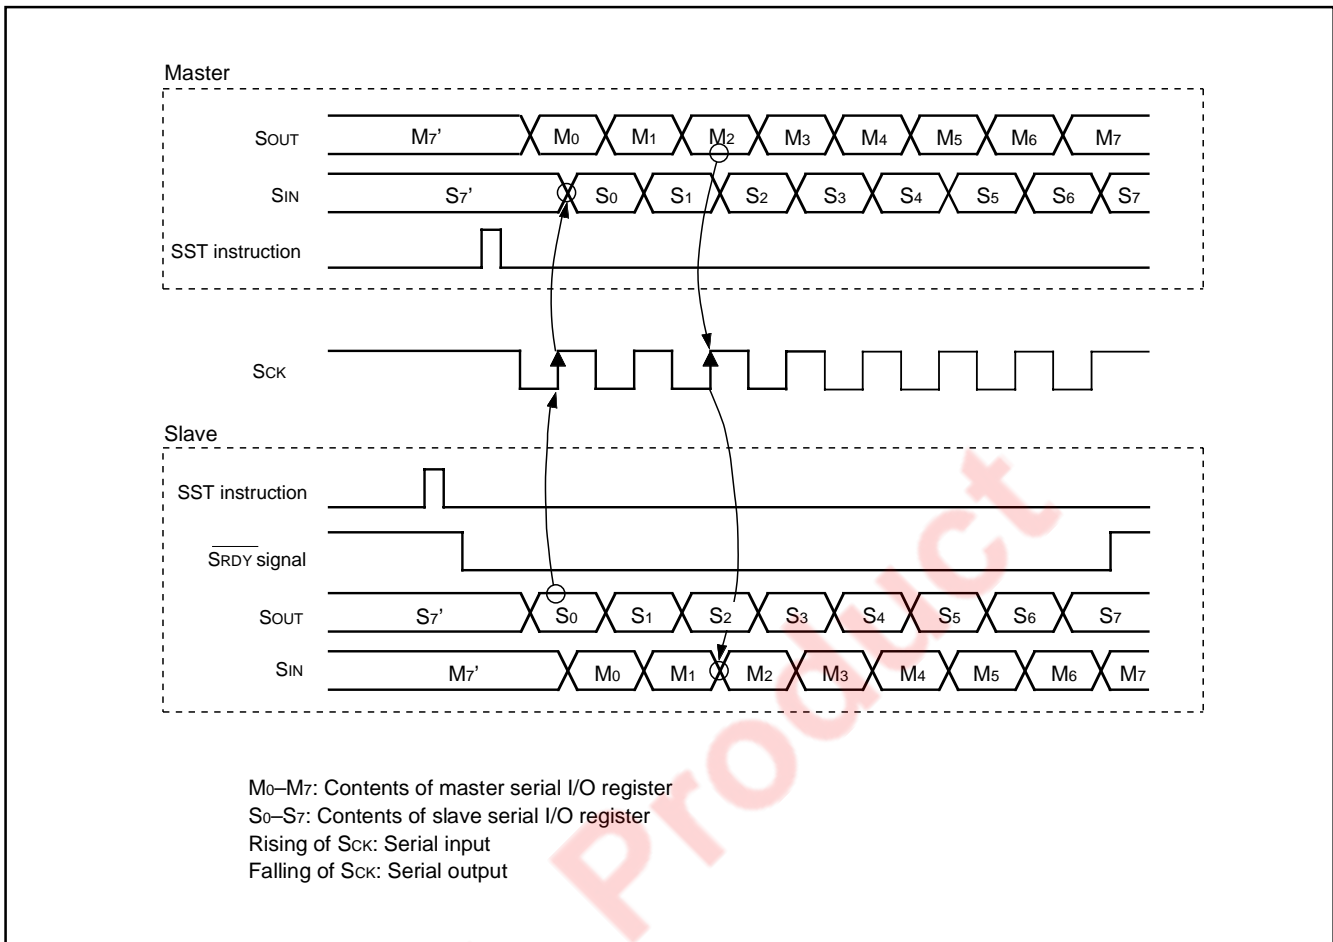 Master
SOUT M7' M0 M1 M2 M3 M4 M5 M6 M7
SIN S7' S0 S1 S2 S3 S4 S5 S6 S7
SST instruction
SCK
Slave
SST instruction
SRDY signal
SOUT S7' S0 S1 S2 S3 S4 S5 S6 S7
SIN M7' M0 M1 M2 M3 M4 M5 M6 M7
M0–M7: Contents of master serial I/O register
S0–S7: Contents of slave serial I/O register
Rising of SCK: Serial input
Falling of SCK: Serial output
Product